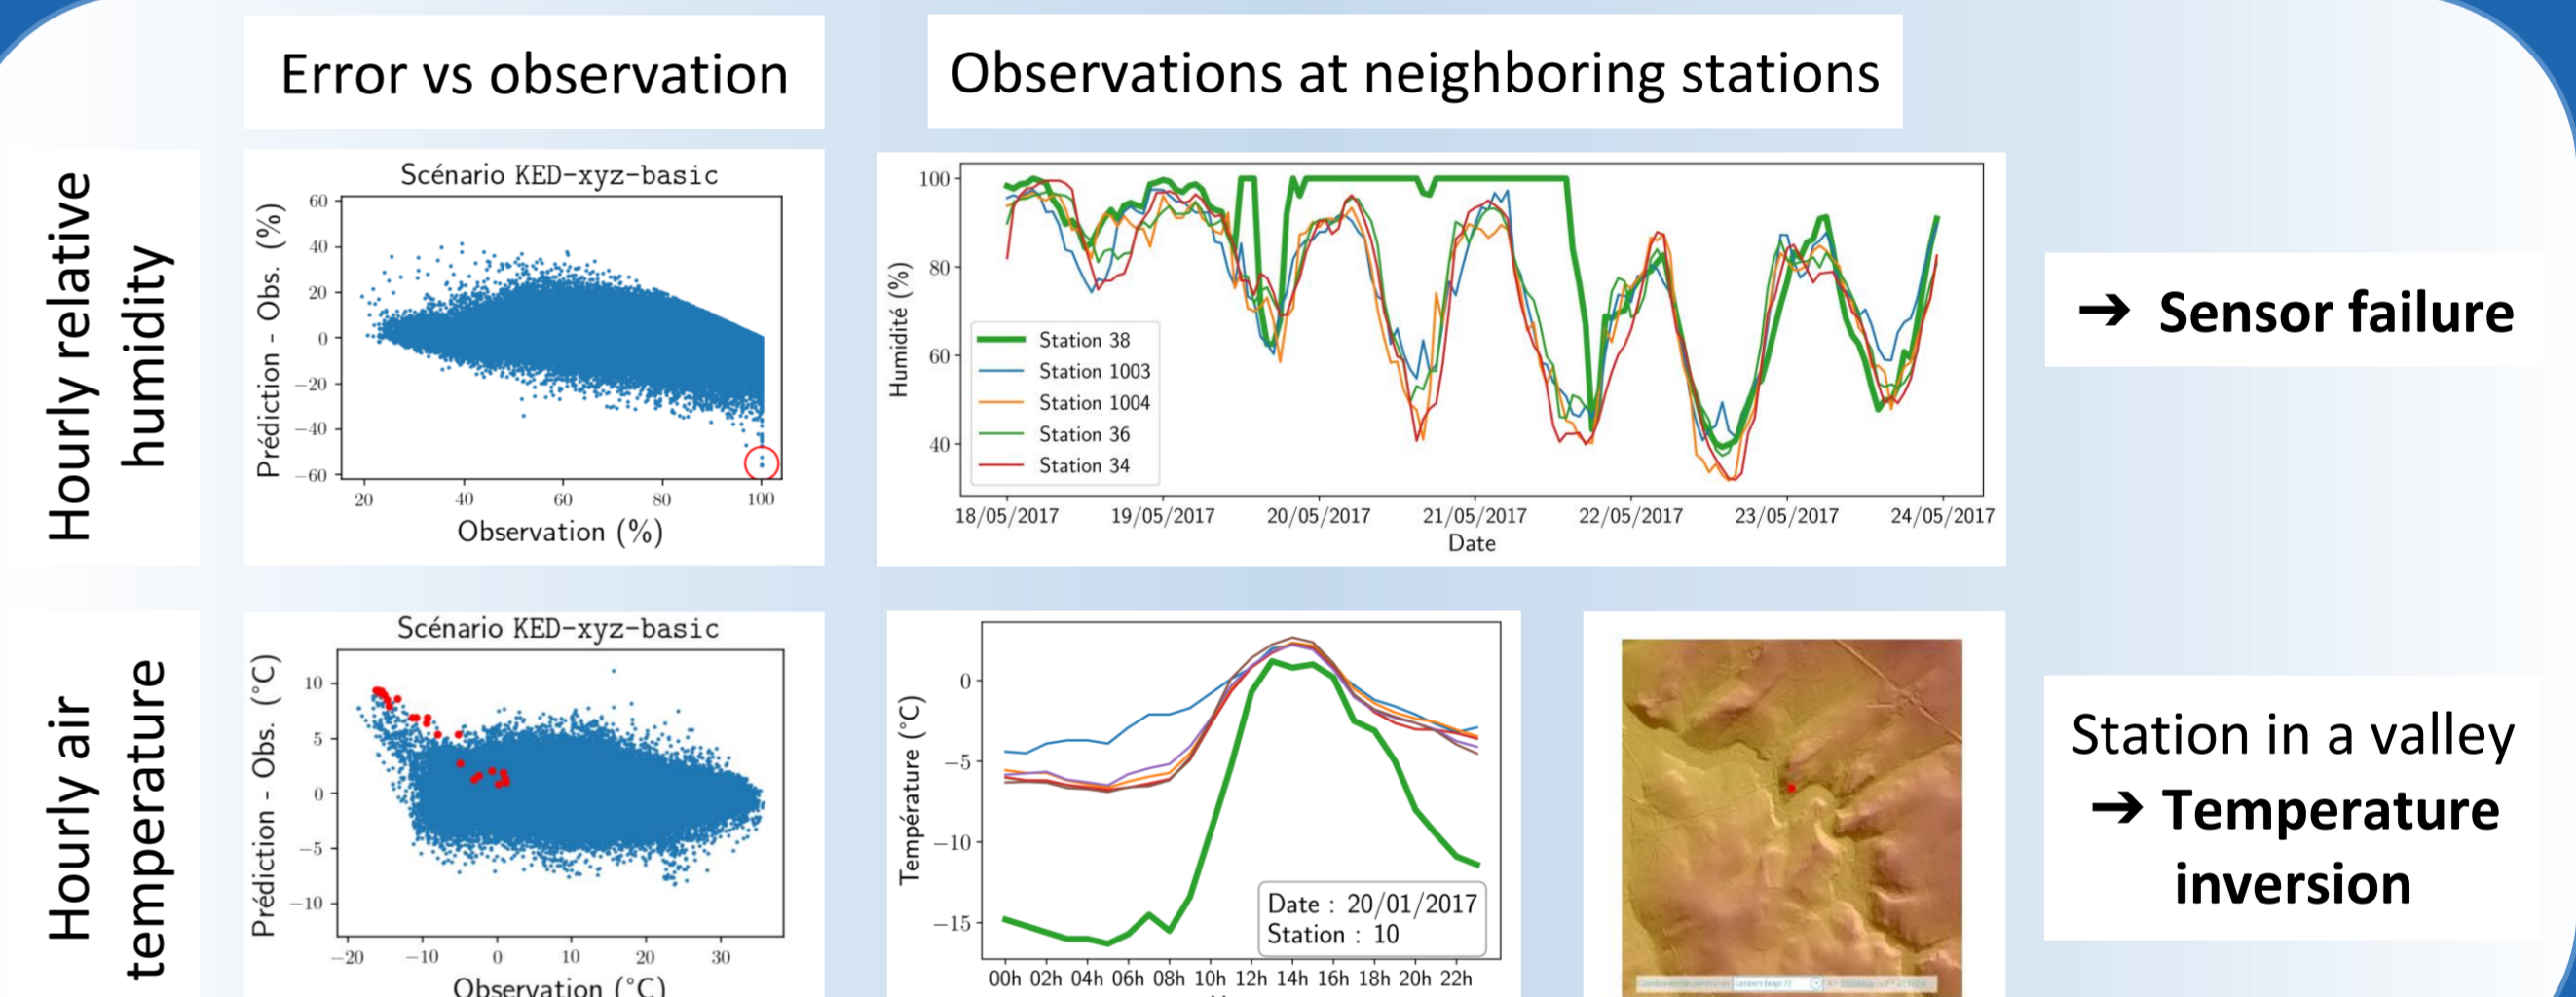 Error vs observation
Observations at neighboring stations
Hourly relative
humidity
Scénario KED-xyz-basic
Prédiction - Obs. (%)
60
40
20
0
−20
−40
−60
20 40 60 80 100
Observation (%)
Humidité (%)
100
80
60
40
Station 38
Station 1003
Station 1004
Station 36
Station 34
18/05/2017 19/05/2017 20/05/2017 21/05/2017 22/05/2017 23/05/2017 24/05/2017
Date
➔ Sensor failure
Hourly air
temperature
Scénario KED-xyz-basic
Prédiction - Obs. (°C)
10
5
0
−5
−10
−20 −10 0 10 20 30
Observation (°C)
Température (°C)
0
−5
−10
−15
Date : 20/01/2017
Station : 10
00h 02h 04h 06h 08h 10h 12h 14h 16h 18h 20h 22h
Station in a valley
➔ Temperature
inversion